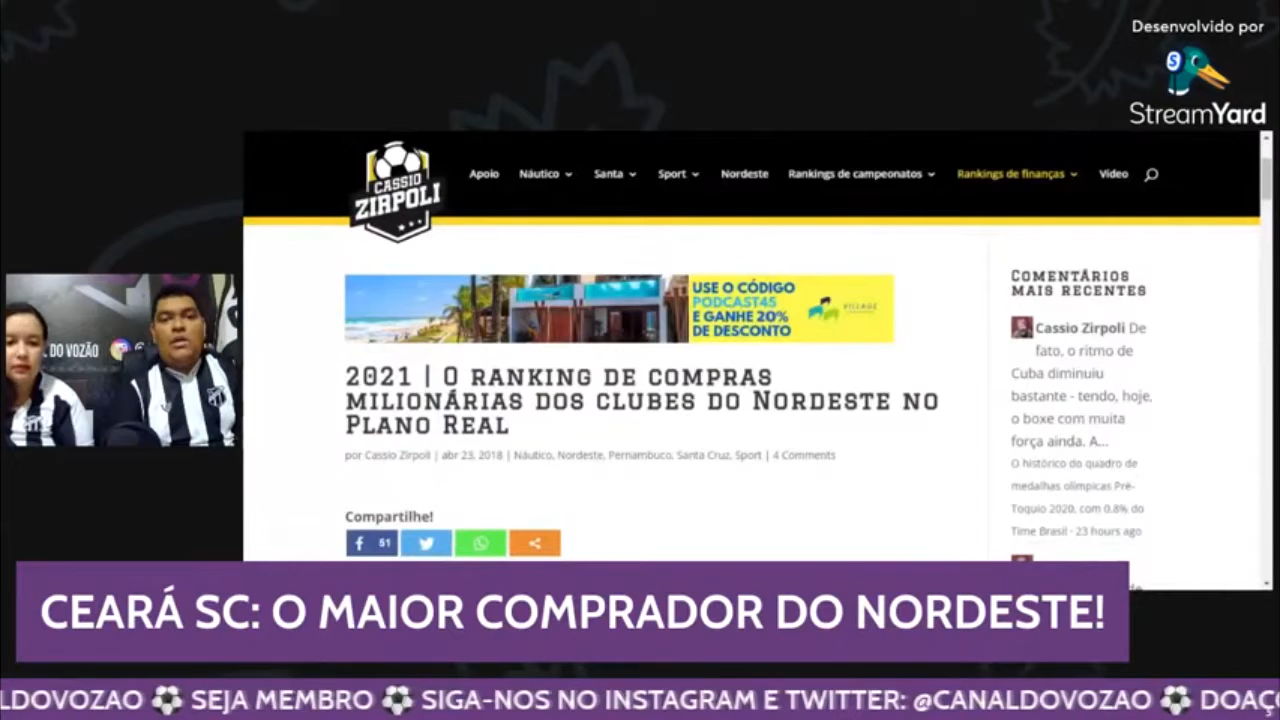 Desenvolvido por
StreamYard
CASSIO
ZIRPOLI
Apoio Náutico Santa Sport Nordeste Rankings de campeonatos Rankings de finanças Vídeo
USE O CÓDIGO
PODCAST45
E GANHE 20%
DE DESCONTO
VILLAGE
2021 | O ranking de compras
milionárias dos clubes do Nordeste no
Plano Real
por Cassio Zirpoli | abr 23, 2018 | Náutico, Nordeste, Pernambuco, Santa Cruz, Sport | 4 Comments
Compartilhe!
51
Comentários
mais recentes
Cassio Zirpoli De
fato, o ritmo de
Cuba diminuiu
bastante - tendo, hoje,
o boxe com muita
força ainda. A...
O histórico do quadro de
medalhas olímpicas Pré-
Toquio 2020, com 0.8% do
Time Brasil - 23 hours ago
DO VOZÃO
CEARÁ SC: O MAIOR COMPRADOR DO NORDESTE!
LDOVOZAO ⚽ SEJA MEMBRO ⚽ SIGA-NOS NO INSTAGRAM E TWITTER: @CANALDOVOZAO ⚽ DOAÇ